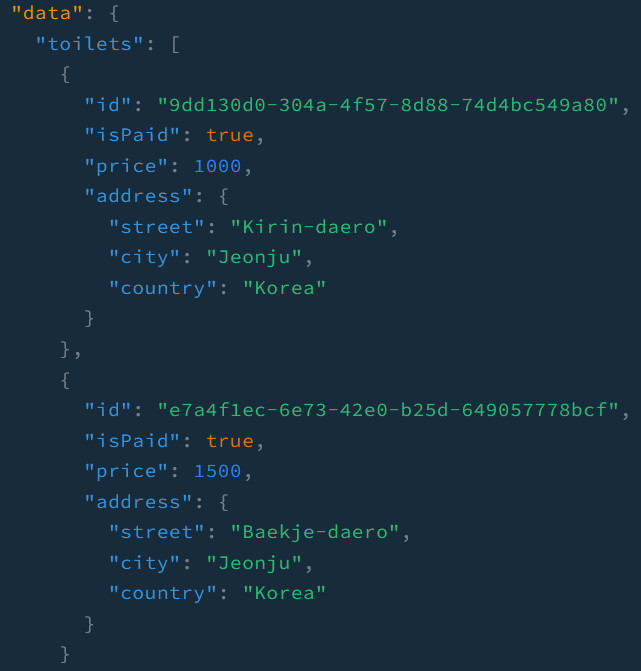 "data": {
"toilets": [
{
"id": "9dd130d0-304a-4f57-8d88-74d4bc549a80",
"isPaid": true,
"price": 1000,
"address": {
"street": "Kirin-daero",
"city": "Jeonju",
"country": "Korea"
}
},
{
"id": "e7a4f1ec-6e73-42e0-b25d-649057778bcf",
"isPaid": true,
"price": 1500,
"address": {
"street": "Baekje-daero",
"city": "Jeonju",
"country": "Korea"
}
}